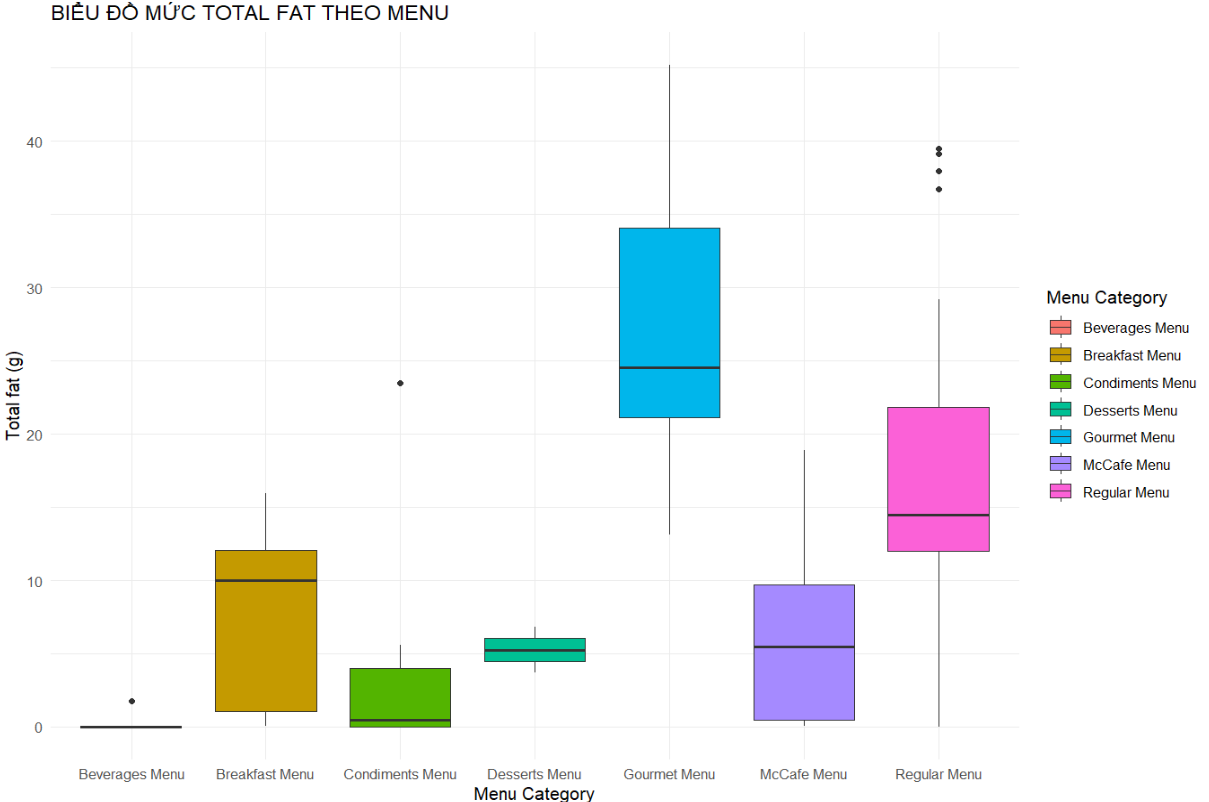 BIỂU ĐỒ MỨC TOTAL FAT THEO MENU
40
30
20
10
0
Total fat (g)
Beverages Menu
Breakfast Menu
Condiments Menu
Desserts Menu
Gourmet Menu
McCafe Menu
Regular Menu
Menu Category
Menu Category
Beverages Menu
Breakfast Menu
Condiments Menu
Desserts Menu
Gourmet Menu
McCafe Menu
Regular Menu